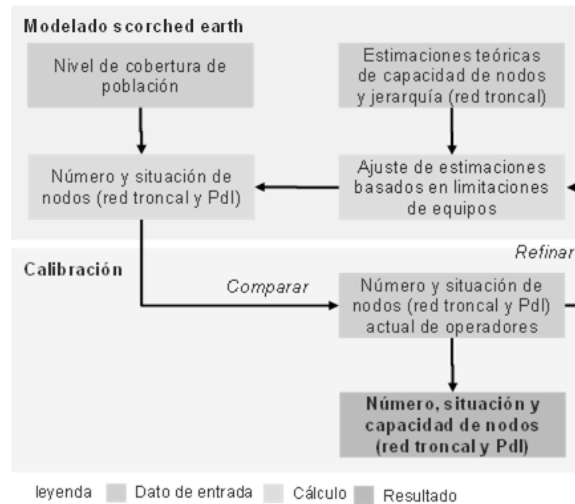 Modelado scorched earth
Nivel de cobertura de
población
Estimaciones teóricas
de capacidad de nodos
y jerarquía (red troncal)
Número y situación de
nodos (red troncal y PdI)
Ajuste de estimaciones
basados en limitaciones
de equipos
Refinar
Calibración
Comparar
Número y situación de
nodos (red troncal y PdI)
actual de operadores
Número, situación y
capacidad de nodos
(red troncal y PdI)
leyenda Dato de entrada Cálculo Resultado